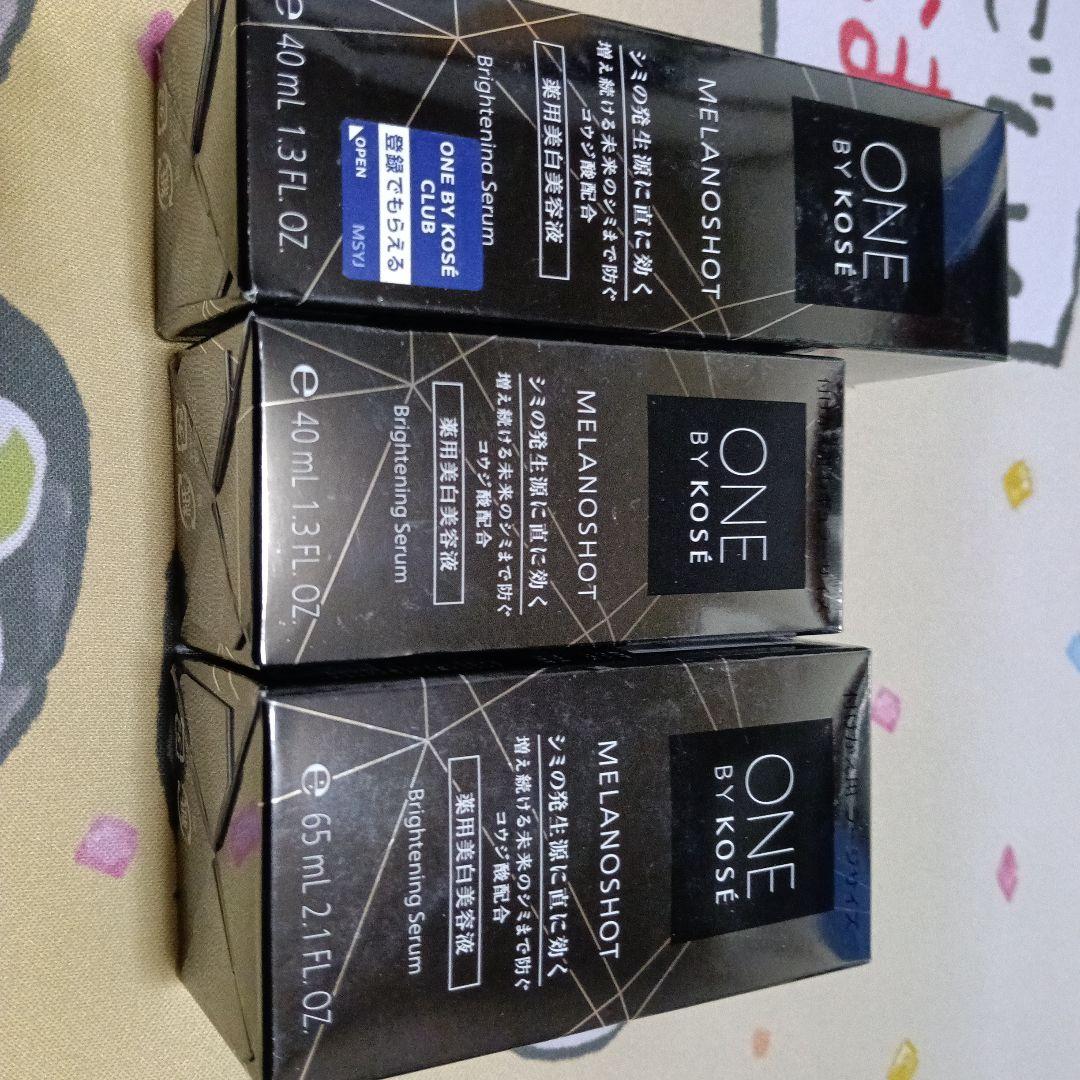 ONE
BY KOSÉ
MELANOSHOT
シミの発生源に直に効く
増え続ける未来のシミまで防ぐ
コウジ酸配合
薬用美白美容液
Brightening Serum
ONE BY KOSÉ
CLUB
登録でもらえる
OPEN
MSYJ
e 40 mL 1.3 FL. OZ.
ONE
BY KOSÉ
MELANOSHOT
シミの発生源に直に効く
増え続ける未来のシミまで防ぐ
コウジ酸配合
薬用美白美容液
Brightening Serum
e 40 mL 1.3 FL. OZ.
ONE
BY KOSÉ
MELANOSHOT
シミの発生源に直に効く
増え続ける未来のシミまで防ぐ
コウジ酸配合
薬用美白美容液
Brightening Serum
e 65 mL 2.1 FL. OZ.